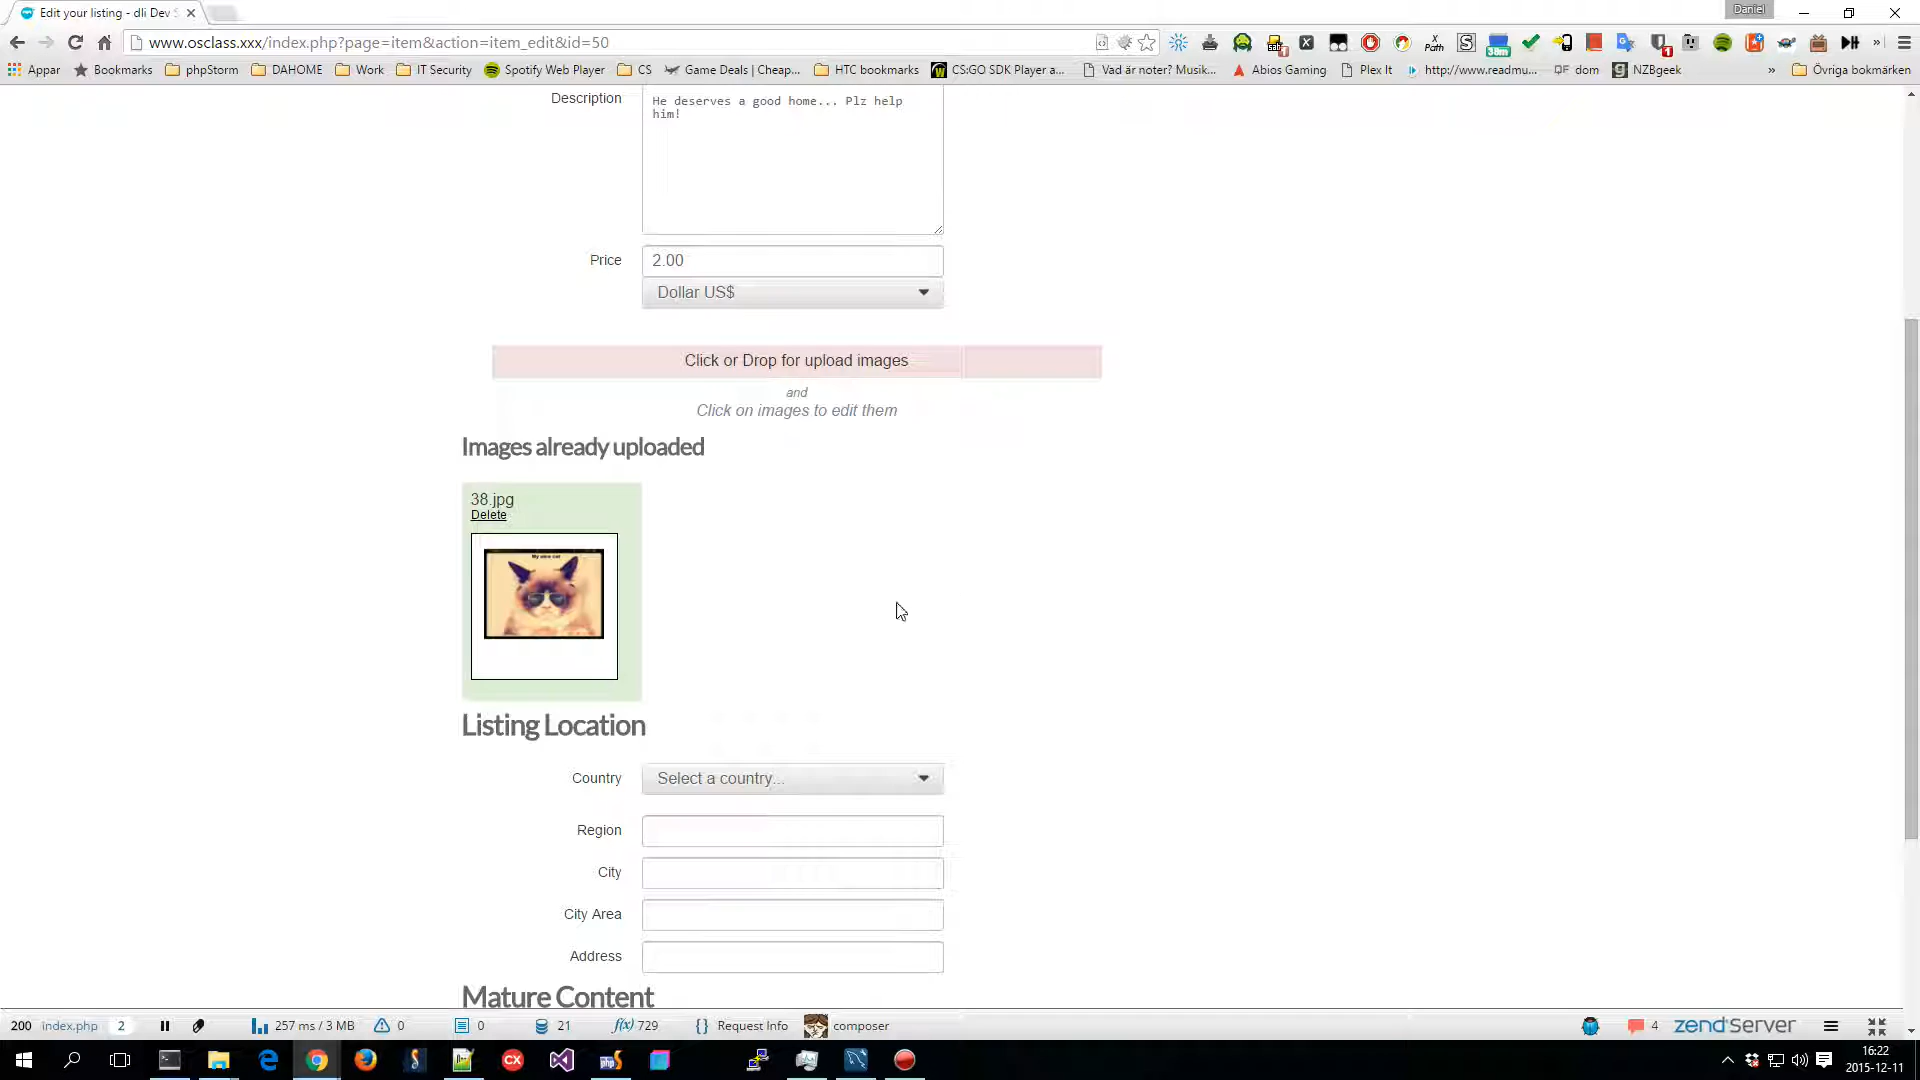 Edit your listing - dli Dev S
Daniel
www.osclass.xxx/index.php?page=item&action=item_edit&id=50
Appar
Bookmarks
phpStorm
DAHOME
Work
IT Security
Spotify Web Player
CS
Game Deals | Cheap...
HTC bookmarks
CS:GO SDK Player a...
Vad är noter? Musik...
Abios Gaming
Plex It
http://www.readmu...
dom
NZBgeek
»
Övriga bokmärken
Description
He deserves a good home... Plz help
him!
Price
2.00
Dollar US$
Click or Drop for upload images
and
Click on images to edit them
Images already uploaded
38.jpg
Delete
My nice cat
Listing Location
Country
Select a country...
Region
City
City Area
Address
Mature Content
200 index.php 2
257 ms / 3 MB
0
0
21
f(x) 729
{} Request Info
composer
4
zend Server
16:22
2015-12-11